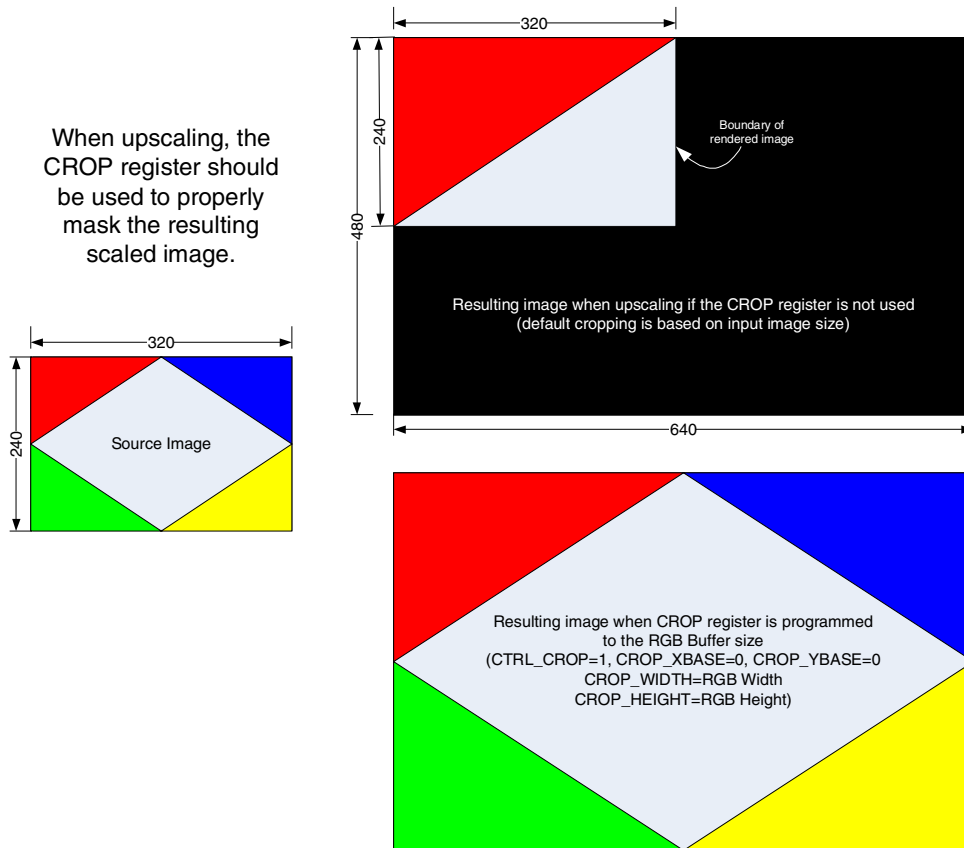 320
When upscaling, the
CROP register should
be used to properly
mask the resulting
scaled image.
240
480
Boundary of
rendered image
Resulting image when upscaling if the CROP register is not used
(default cropping is based on input image size)
640
320
240
Source Image
Resulting image when CROP register is programmed
to the RGB Buffer size
(CTRL_CROP=1, CROP_XBASE=0, CROP_YBASE=0
CROP_WIDTH=RGB Width
CROP_HEIGHT=RGB Height)